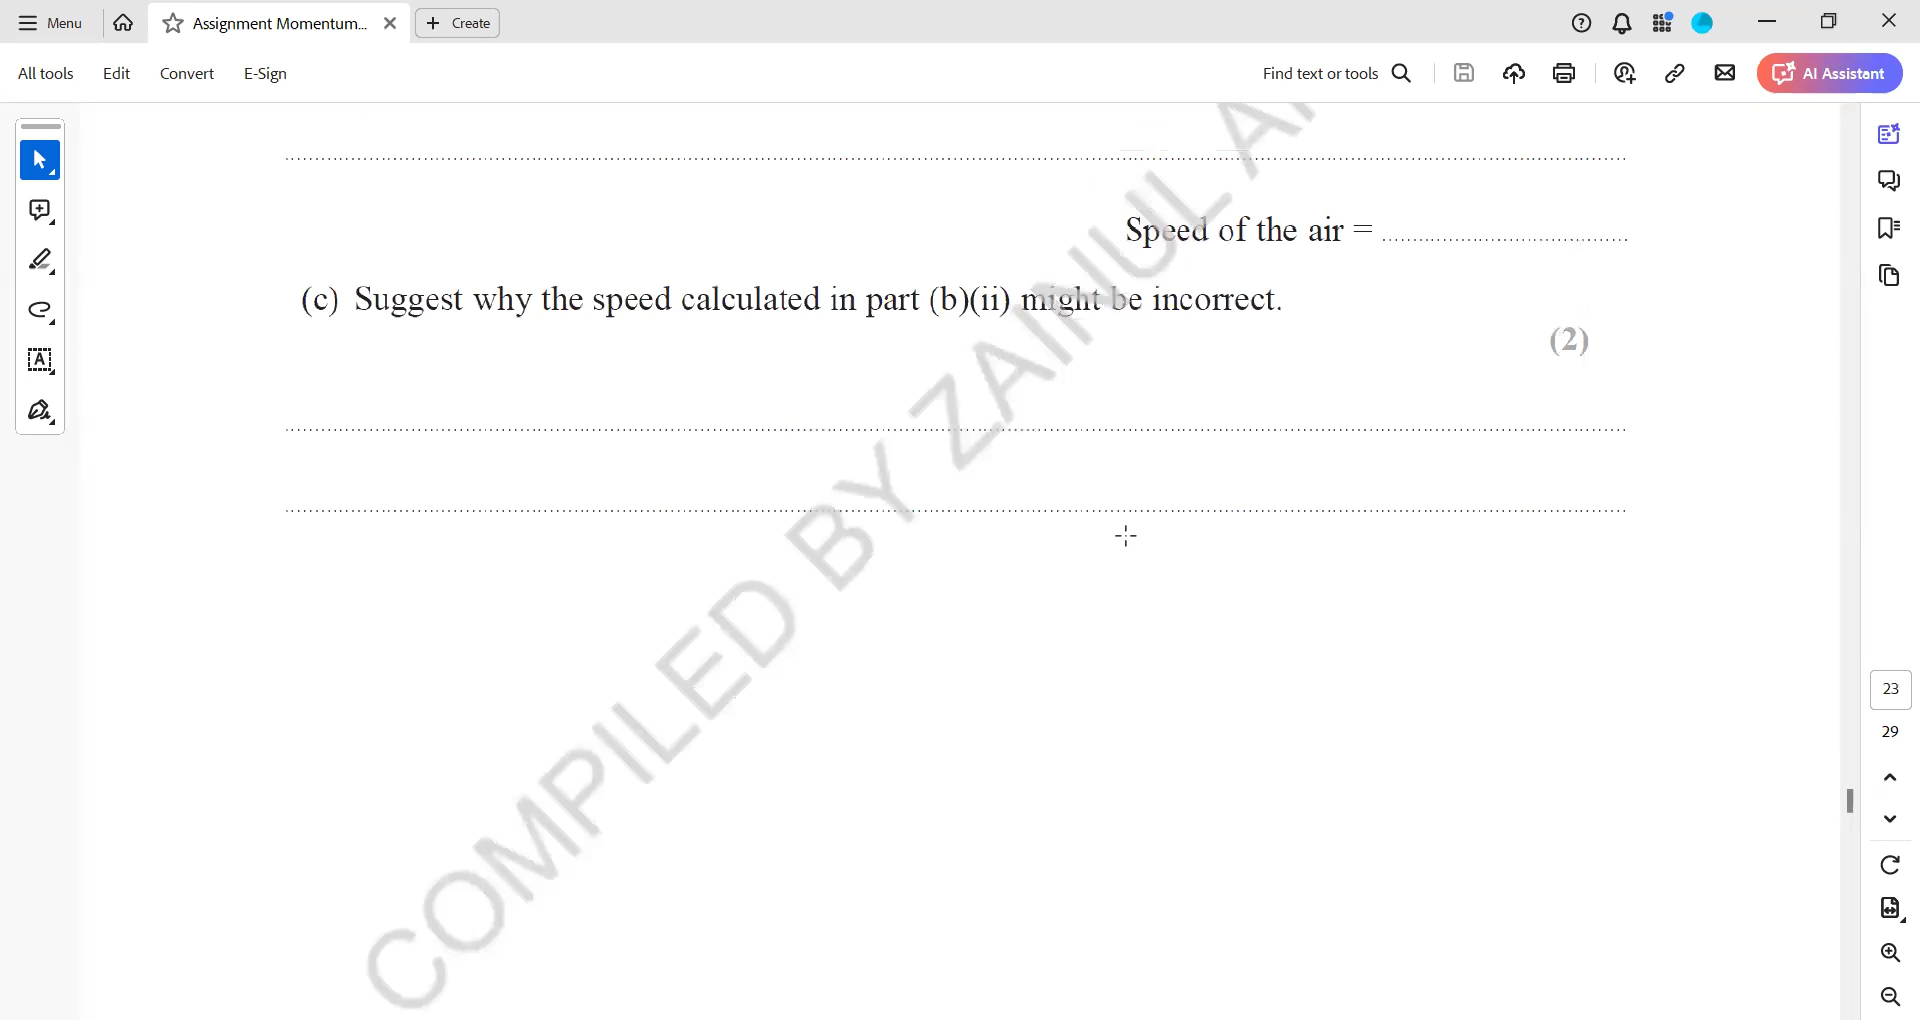 Menu
Assignment Momentum...
Create
All tools
Edit
Convert
E-Sign
Find text or tools
AI Assistant
Speed of the air = ........................................
(c) Suggest why the speed calculated in part (b)(ii) might be incorrect.
(2)
COMPILED BY ZAINUL A
A
23
29